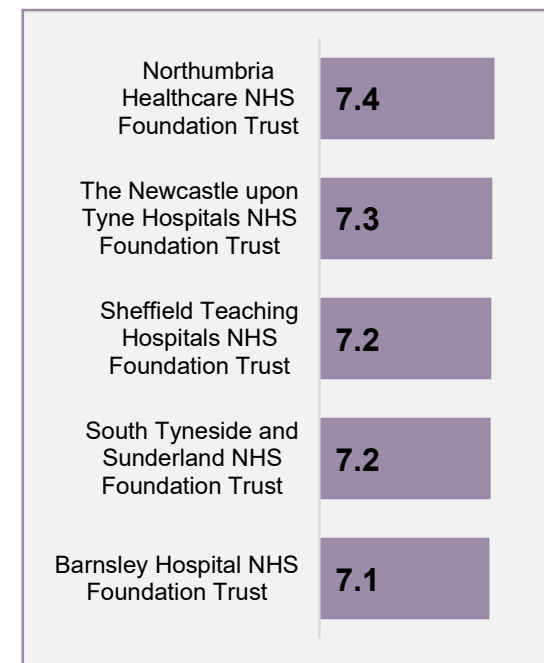 Northumbria
Healthcare NHS
Foundation Trust
7.4
The Newcastle upon
Tyne Hospitals NHS
Foundation Trust
7.3
Sheffield Teaching
Hospitals NHS
Foundation Trust
7.2
South Tyneside and
Sunderland NHS
Foundation Trust
7.2
Barnsley Hospital NHS
Foundation Trust
7.1